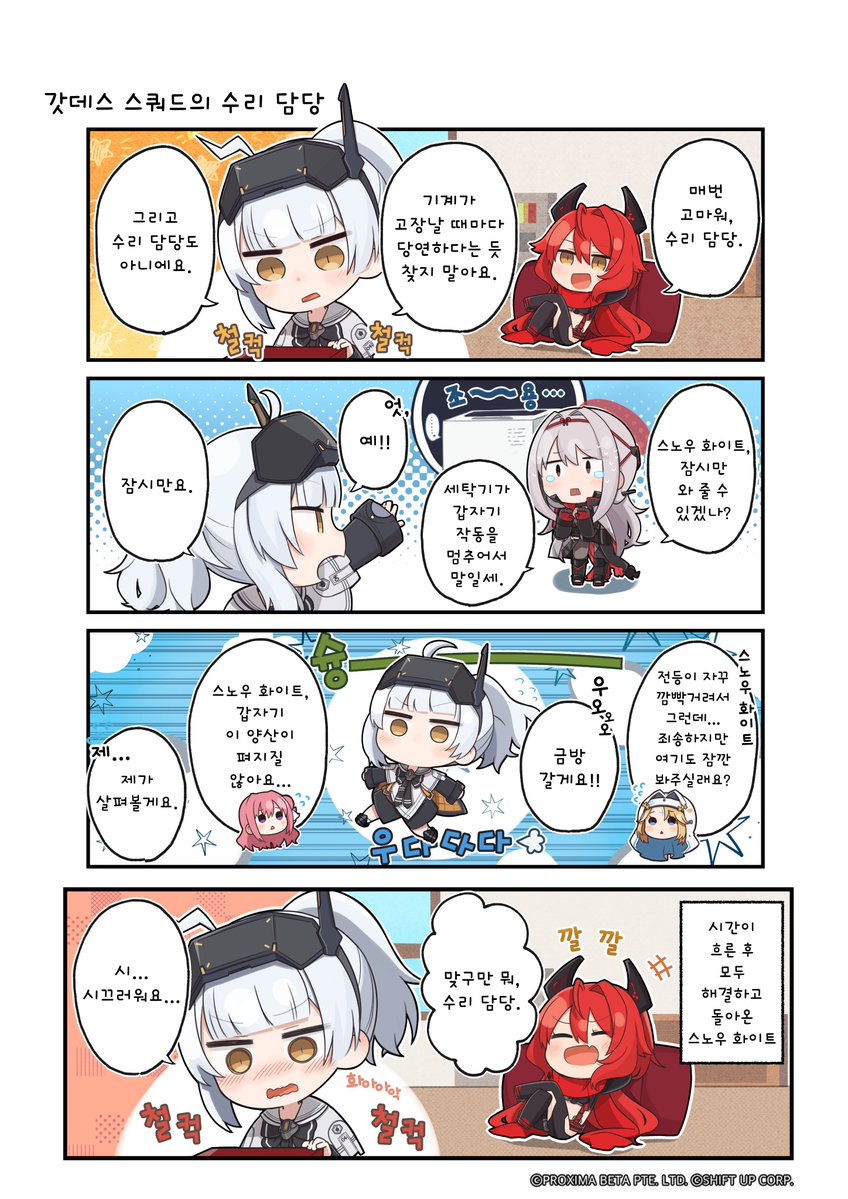 갓데스 스쿼드의 수리 담당
매번
고마워,
수리 담당.
기계가
고장날 때마다
당연하다는 듯
찾지 말아요.
그리고
수리 담당도
아니에요.
철컥
철컥
스노우 화이트,
잠시만
와 줄 수
있겠나?
조~용…
세탁기가
갑자기
작동을
멈추어서
말일세.
엇,
예!!
잠시만요.
스노우 화이트
전등이 자꾸
깜빡거려서
그런데...
죄송하지만
여기도 잠깐
봐주실래요?
우오오오
금방
갈게요!!
슝
우다다다
스노우 화이트,
갑자기
이 양산이
펴지질
않아요...
제...
제가
살펴볼게요.
시간이
흐른 후
모두
해결하고
돌아온
스노우 화이트
깔 깔
맞구만 뭐,
수리 담당.
시...
시끄러워요...
화아아악
철컥
철컥
©PROXIMA BETA PTE. LTD. ©SHIFT UP CORP.